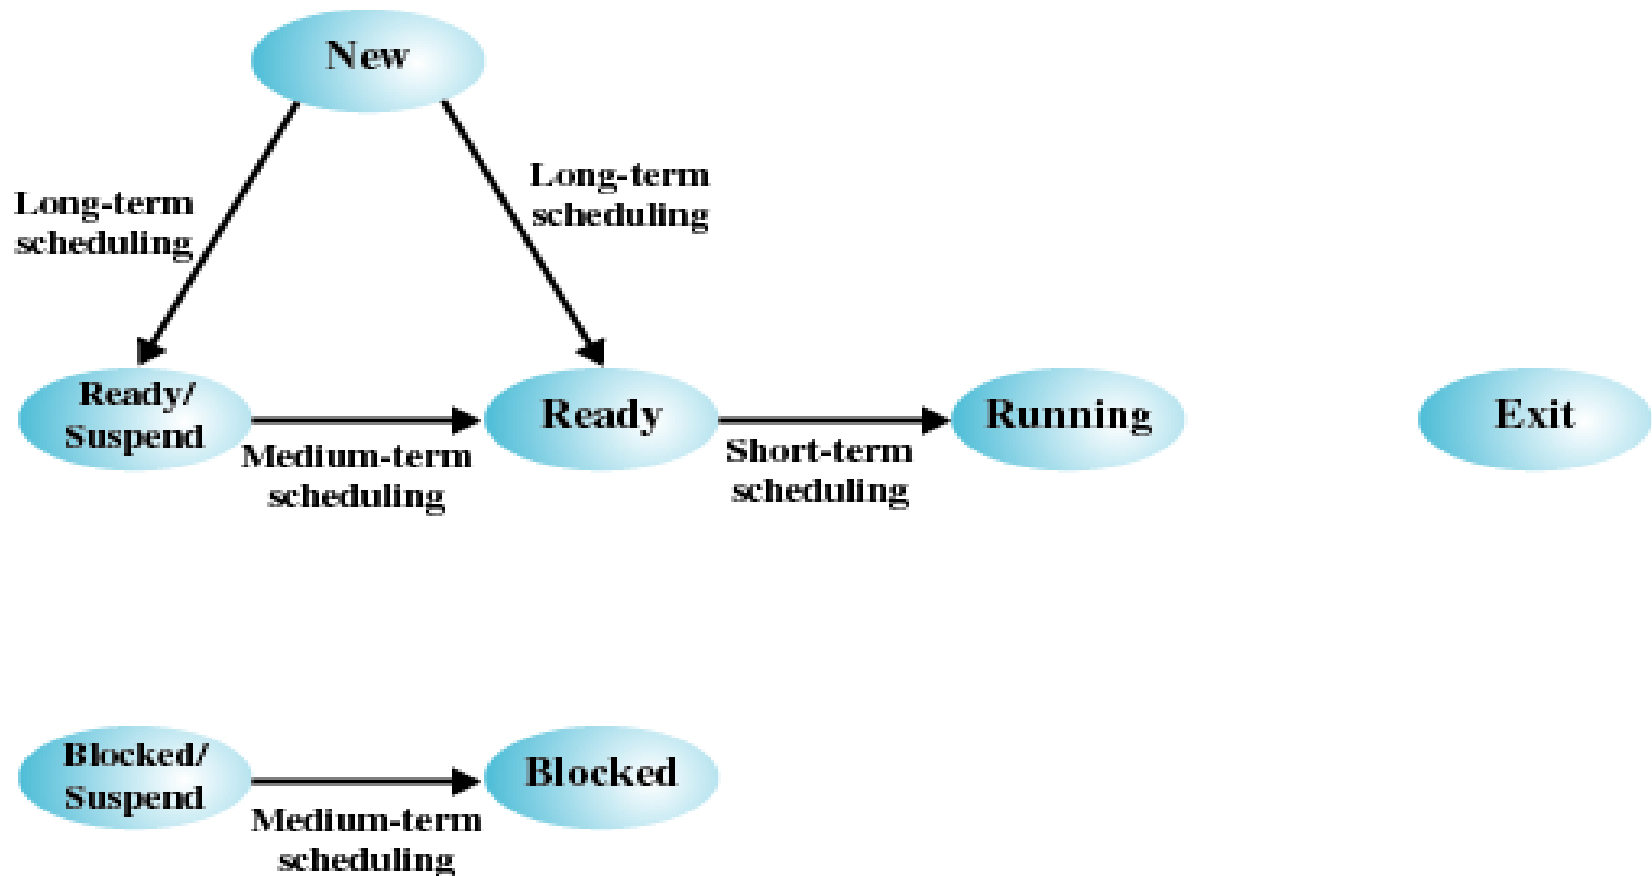 New
Long-term
scheduling
Long-term
scheduling
Ready/
Suspend
Medium-term
scheduling
Ready
Short-term
scheduling
Running
Exit
Blocked/
Suspend
Medium-term
scheduling
Blocked